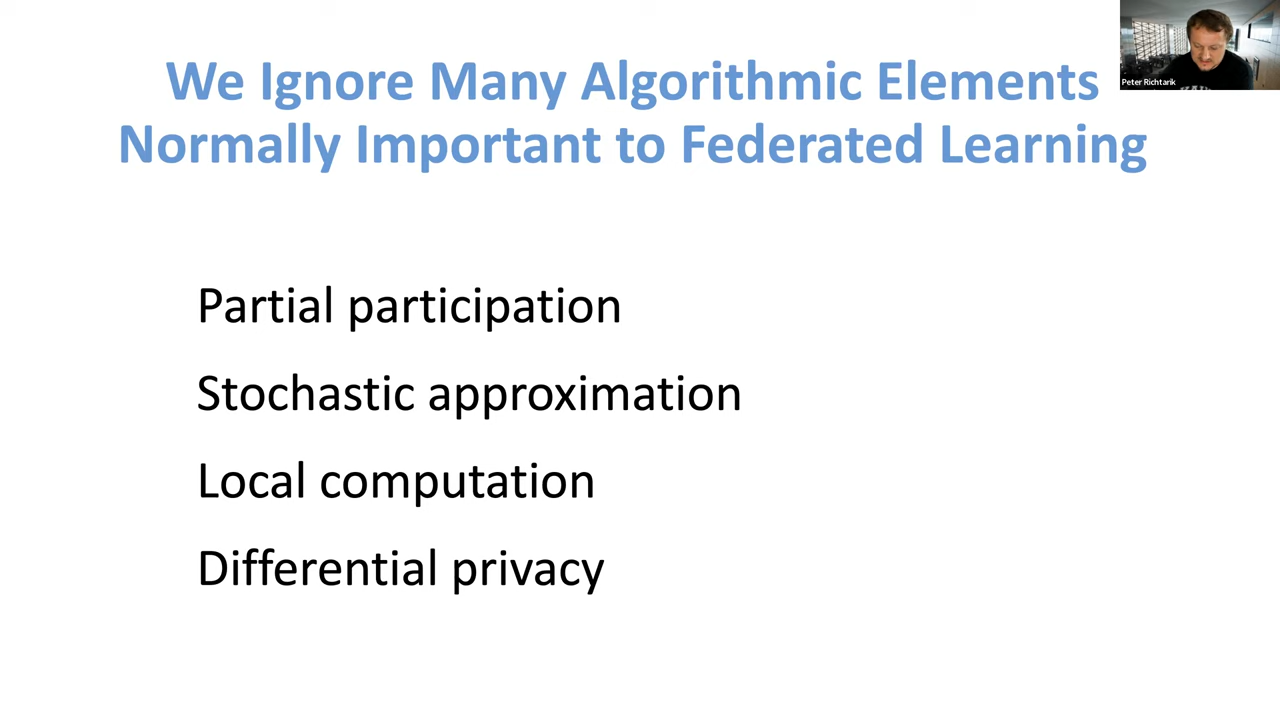 We Ignore Many Algorithmic Elements
Normally Important to Federated Learning
Peter Richtarik
Partial participation
Stochastic approximation
Local computation
Differential privacy